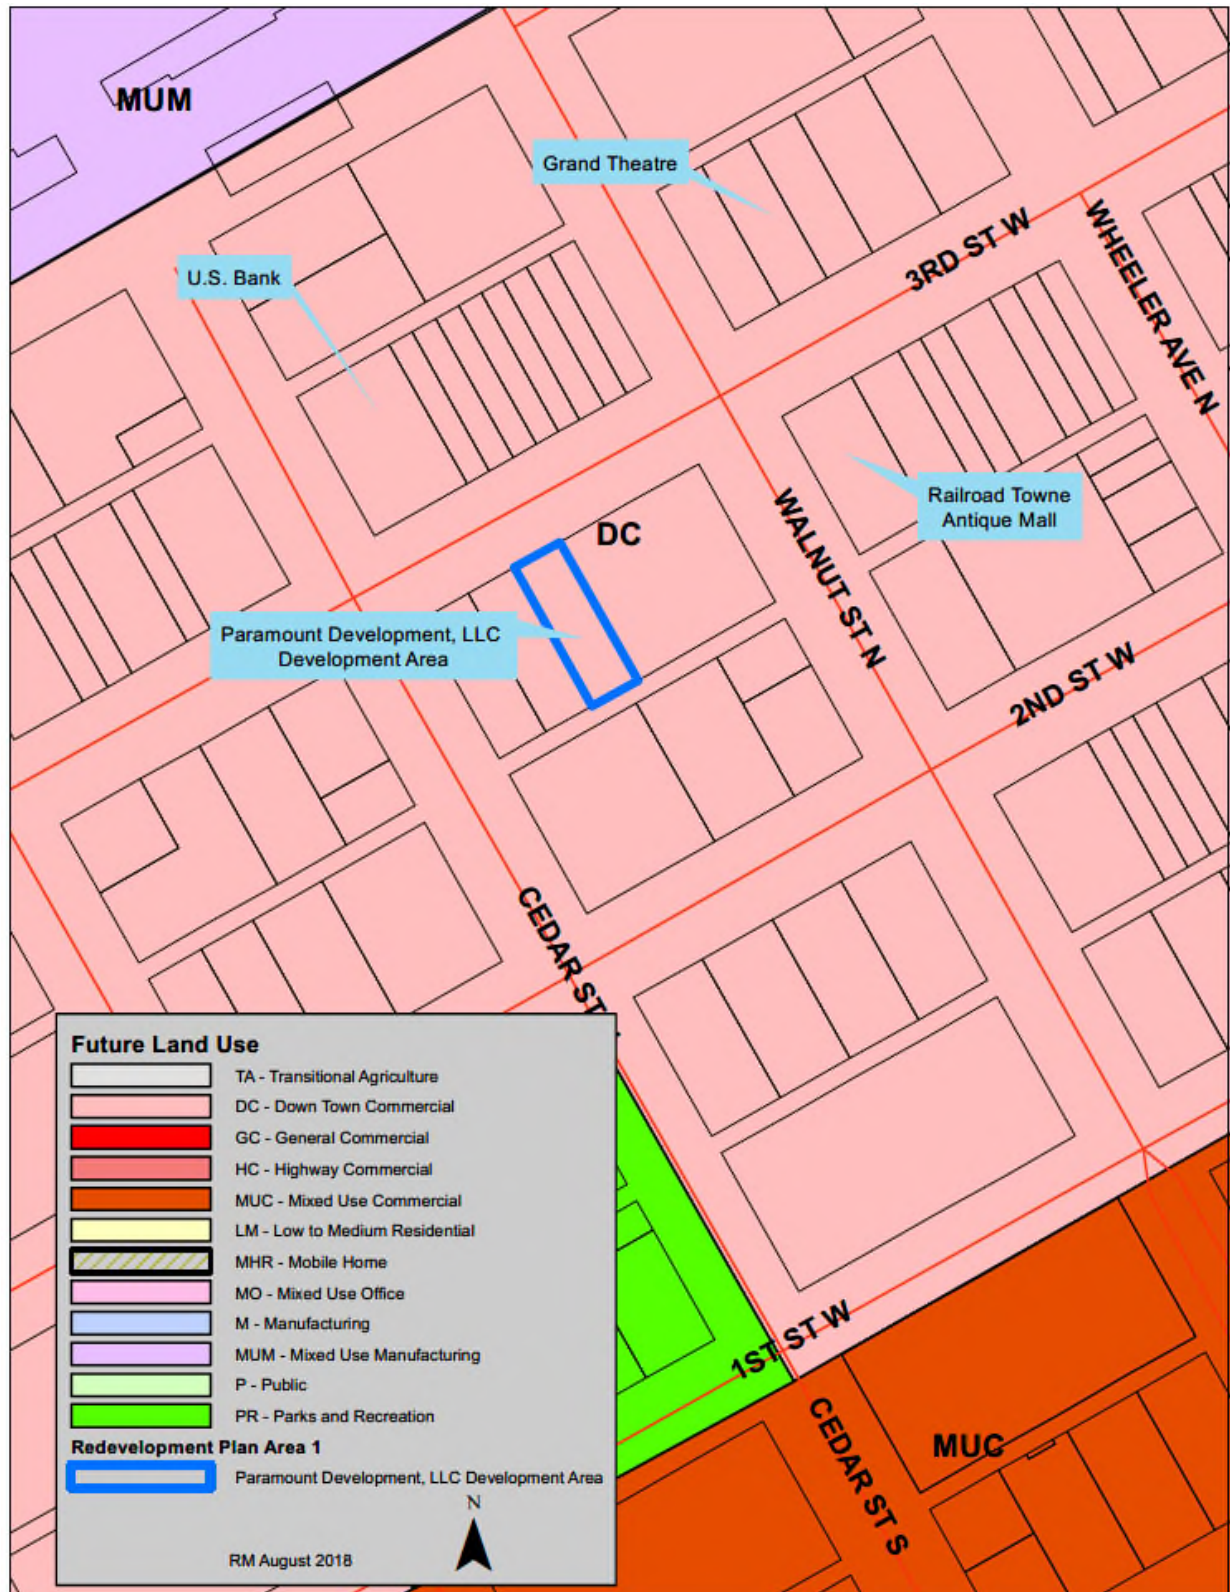 MUM
Grand Theatre
3RD ST W
WHEELER AVE N
U.S. Bank
Railroad Towne
Antique Mall
WALNUT ST N
DC
Paramount Development, LLC
Development Area
2ND ST W
CEDAR ST
Future Land Use
TA - Transitional Agriculture
DC - Down Town Commercial
GC - General Commercial
HC - Highway Commercial
MUC - Mixed Use Commercial
LM - Low to Medium Residential
MHR - Mobile Home
MO - Mixed Use Office
M - Manufacturing
MUM - Mixed Use Manufacturing
P - Public
PR - Parks and Recreation
Redevelopment Plan Area 1
Paramount Development, LLC Development Area
N
RM August 2018
1ST ST W
CEDAR ST S
MUC